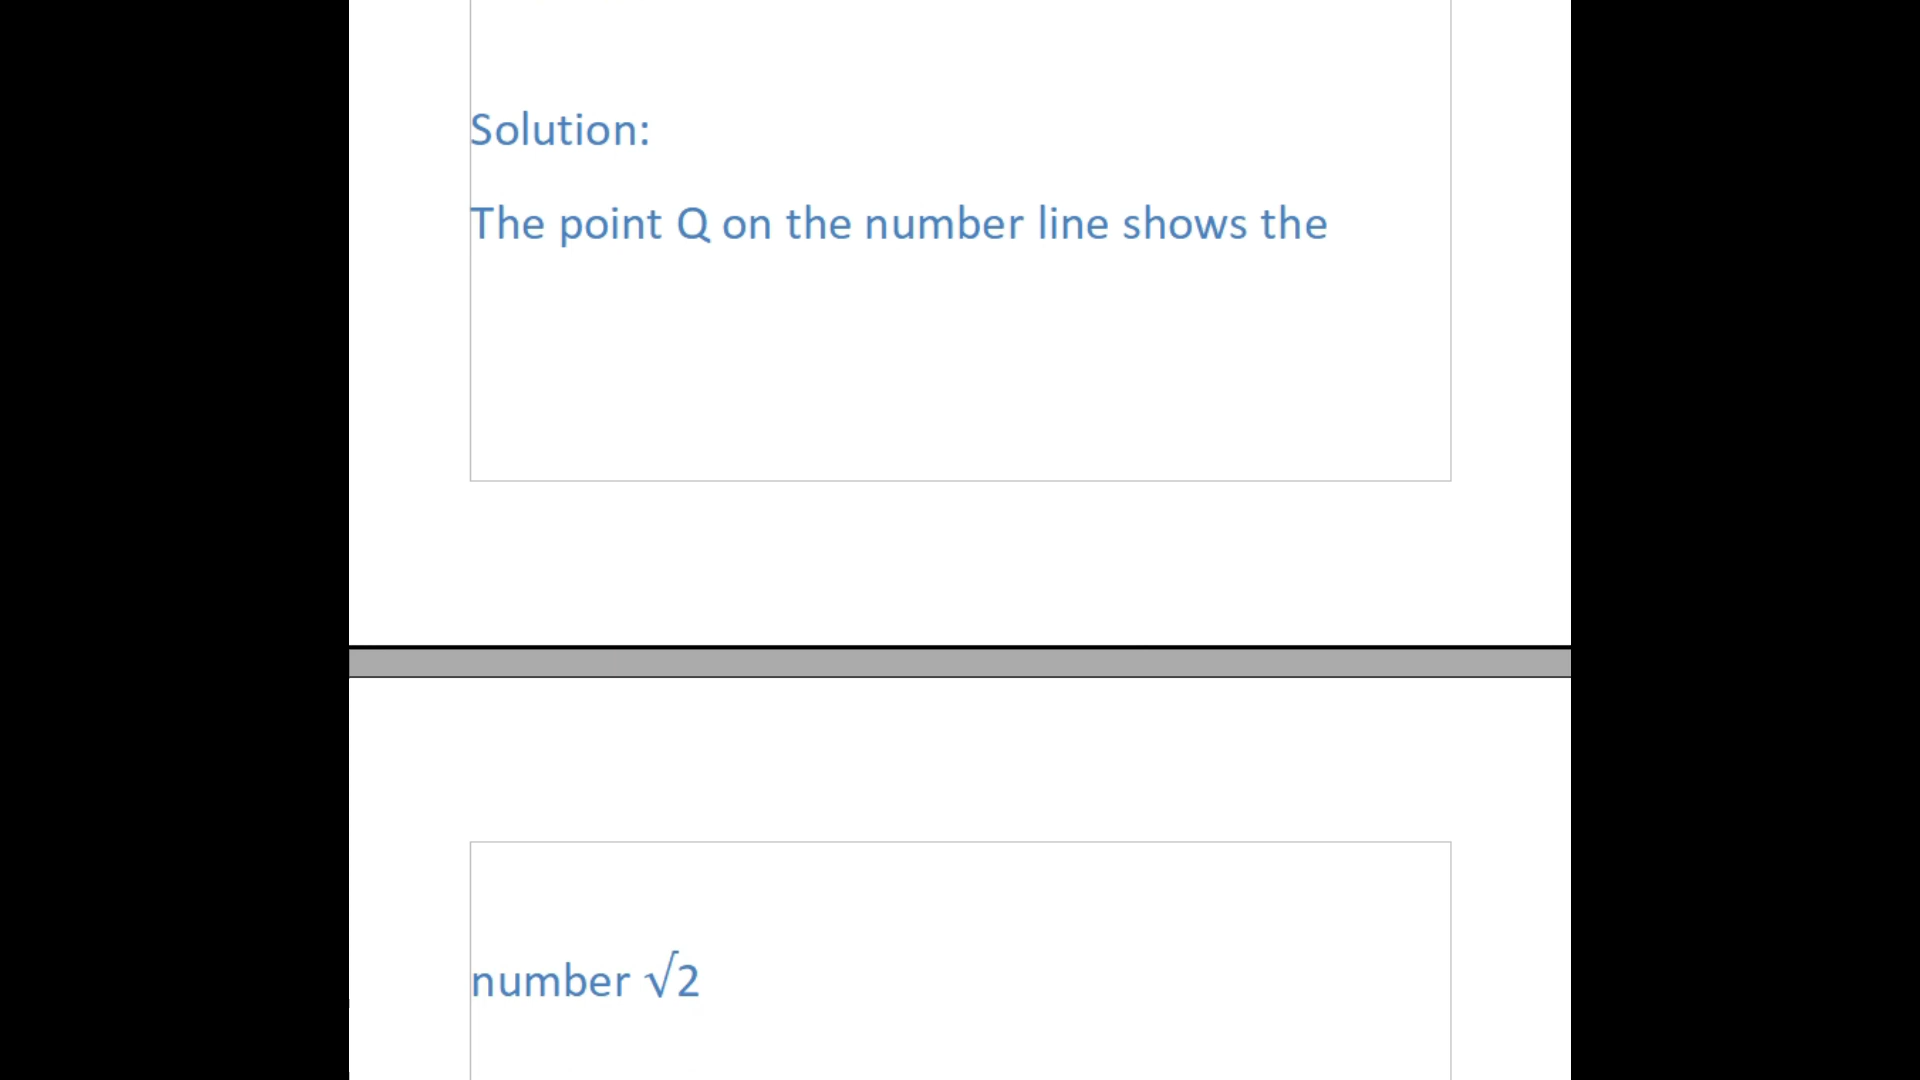 Solution:
The point Q on the number line shows the
number √2